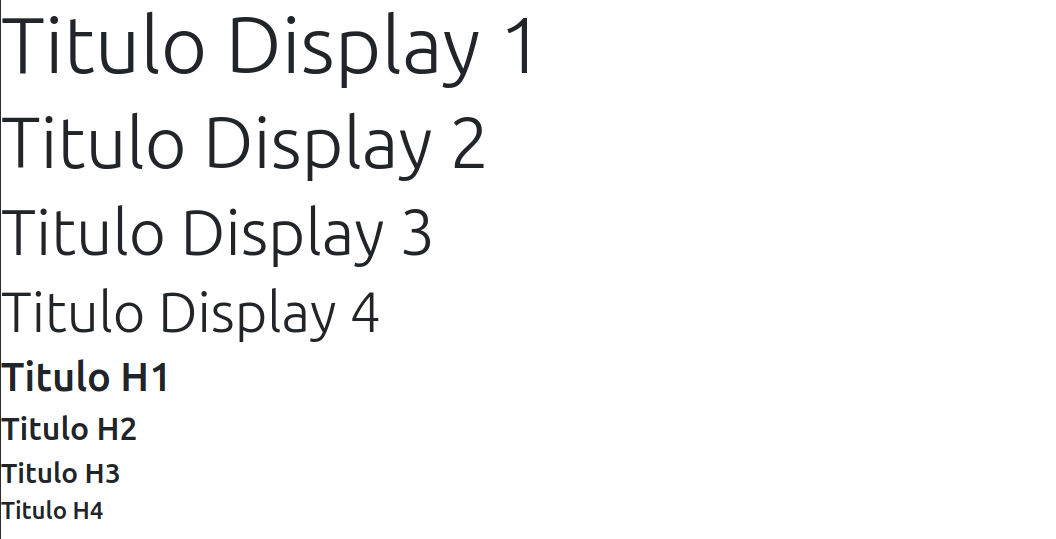 Titulo Display 1
Titulo Display 2
Titulo Display 3
Titulo Display 4
Titulo H1
Titulo H2
Titulo H3
Titulo H4